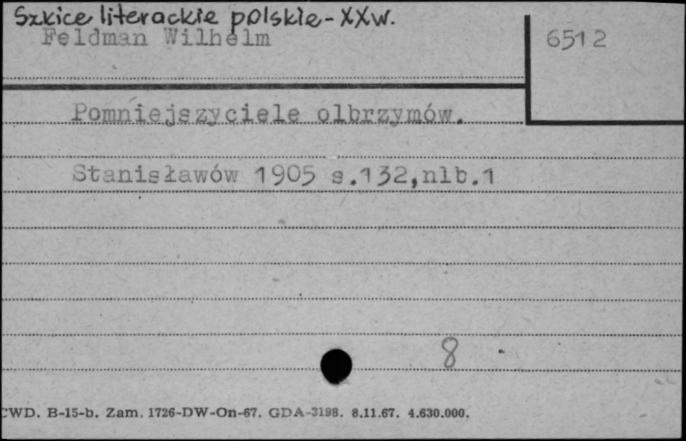 Szkice literackie polskie-XXw.
Feldman Wilhelm
6512
Pomniejszyciele olbrzymów.
Stanisławów 1905 s.132,nlb.1
8
CWD. B-15-b. Zam. 1726-DW-On-67. GDA-3198. 8.11.67. 4.630.000.